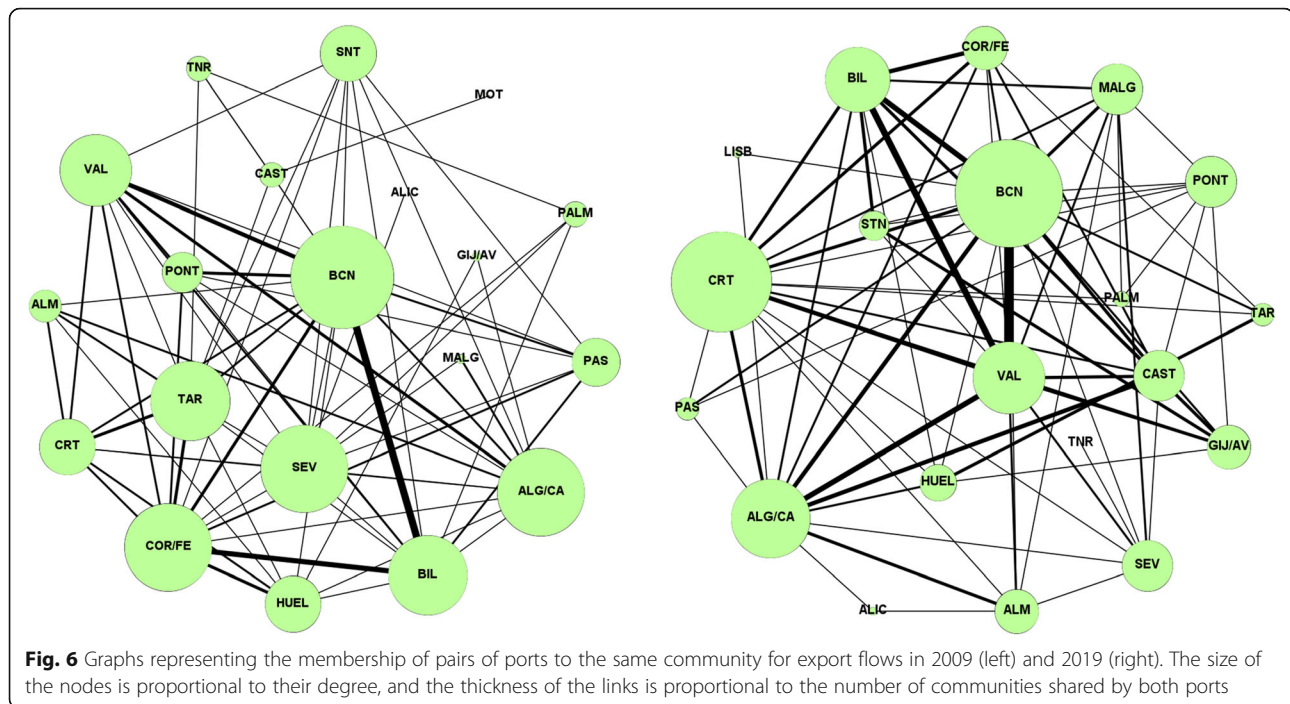 SNT
TNR
MOT
VAL
CAST
ALIC
PALM
GIJ/AV
PONT
BCN
ALM
MALG
PAS
TAR
CRT
SEV
ALG/CA
COR/FE
BIL
HUEL
COR/FE
BIL
MALG
LISB
PONT
BCN
STN
CRT
PALM
TAR
VAL
CAST
PAS
TNR
GIJ/AV
HUEL
ALG/CA
SEV
ALIC
ALM
Fig. 6 Graphs representing the membership of pairs of ports to the same community for export flows in 2009 (left) and 2019 (right). The size of
the nodes is proportional to their degree, and the thickness of the links is proportional to the number of communities shared by both ports